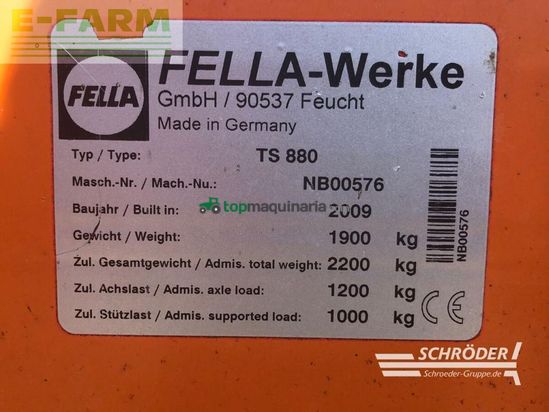 E-FARM
FELLA
FELLA-Werke
GmbH / 90537 Feucht
Made in Germany
Typ / Type: TS 880
Masch.-Nr. / Mach.-Nu.: NB00576
Baujahr / Built in: 2009
topmaquinaria
Gewicht / Weight: 1900 kg
Zul. Gesamtgewicht / Admis. total weight: 2200 kg
Zul. Achslast / Admis. axle load: 1200 kg
Zul. Stützlast / Admis. supported load: 1000 kg
NB00576
CE
SCHRÖDER
Schroeder-Gruppe.de